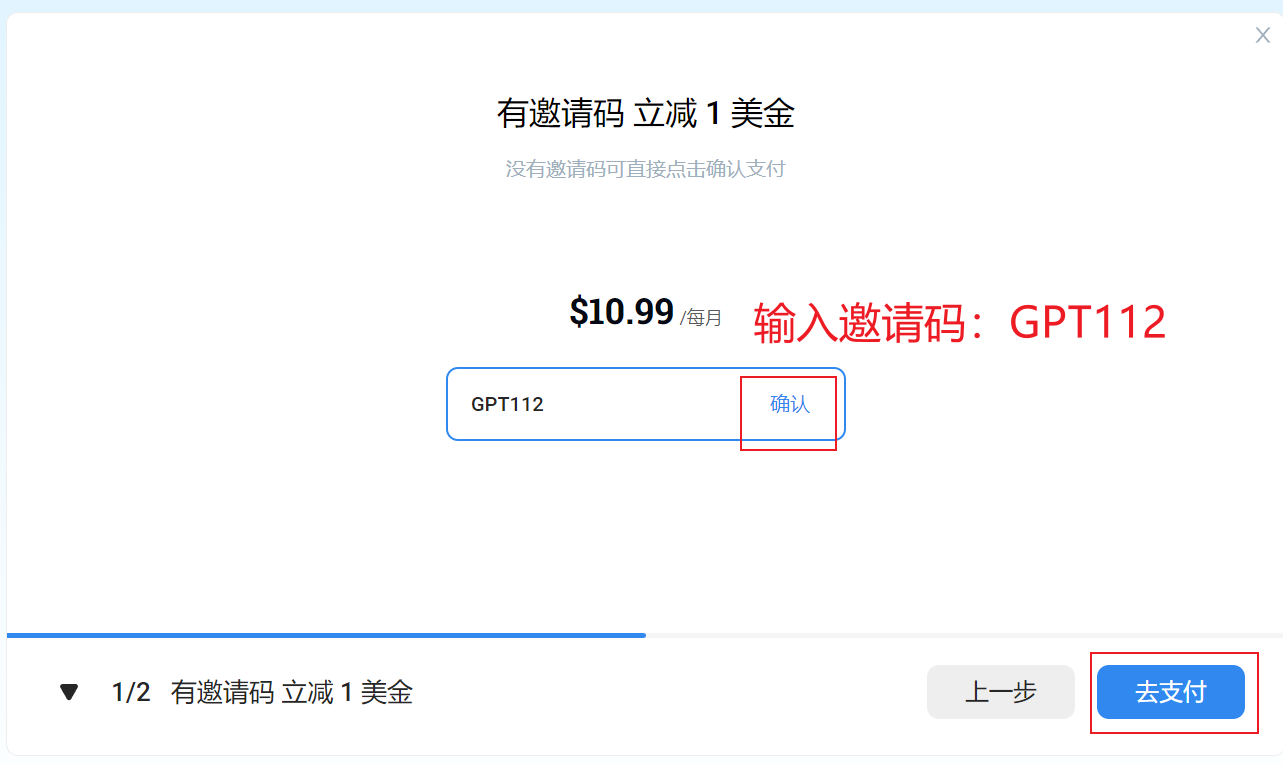 X
有邀请码 立减 1 美金
没有邀请码可直接点击确认支付
$10.99 /每月
输入邀请码：GPT112
GPT112 确认
1/2 有邀请码 立减 1 美金
上一步
去支付